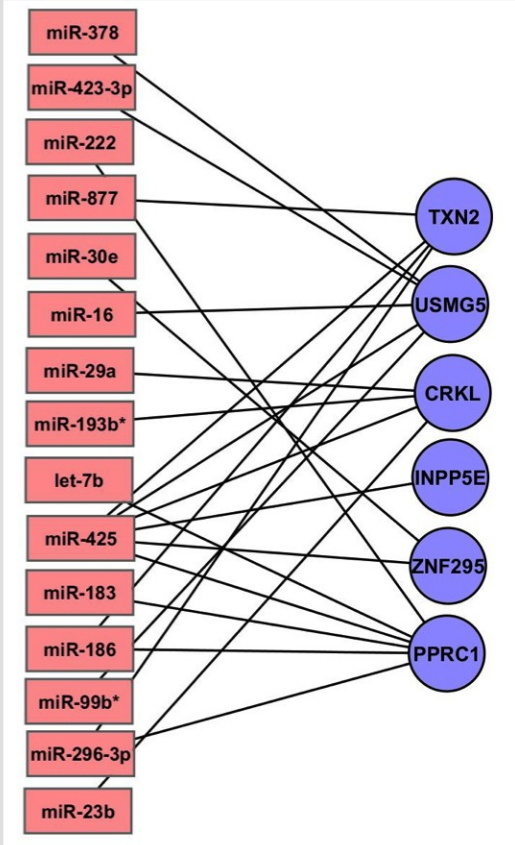 miR-378
miR-423-3p
miR-222
miR-877
miR-30e
miR-16
miR-29a
miR-193b*
let-7b
miR-425
miR-183
miR-186
miR-99b*
miR-296-3p
miR-23b
TXN2
USMG5
CRKL
INPP5E
ZNF295
PPRC1